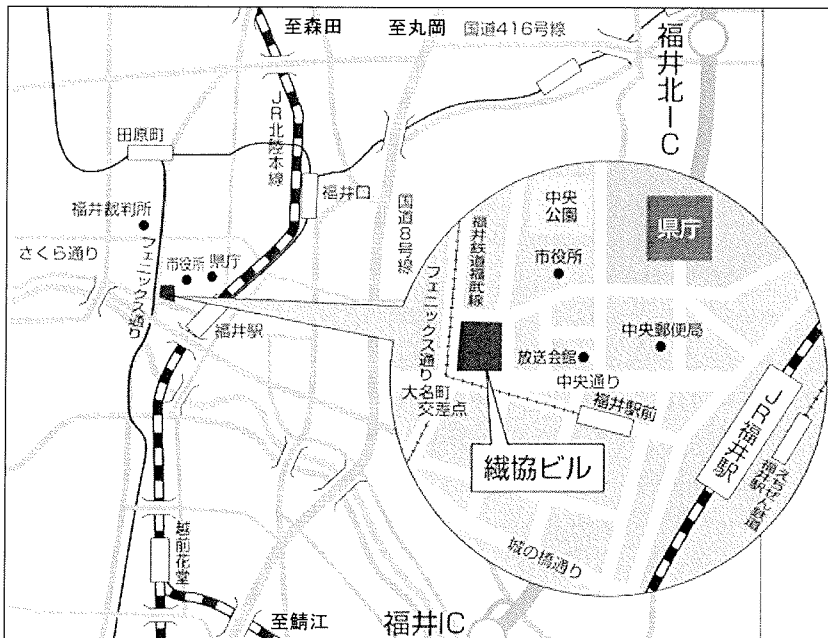 至森田
至丸岡
国道416号線
福井北IC
JR北陸本線
田原町
福井口
福井裁判所
国道8号線
さくら通り
フェニックス通り
市役所
県庁
福井駅
越前花堂
至鯖江
福井IC
中央
公園
県庁
福井鉄道福武線
市役所
フェニックス通り
中央郵便局
放送会館
中央通り
大名町
交差点
福井駅前
JR福井駅
えちぜん鉄道
福井駅
繊協ビル
城の橋通り